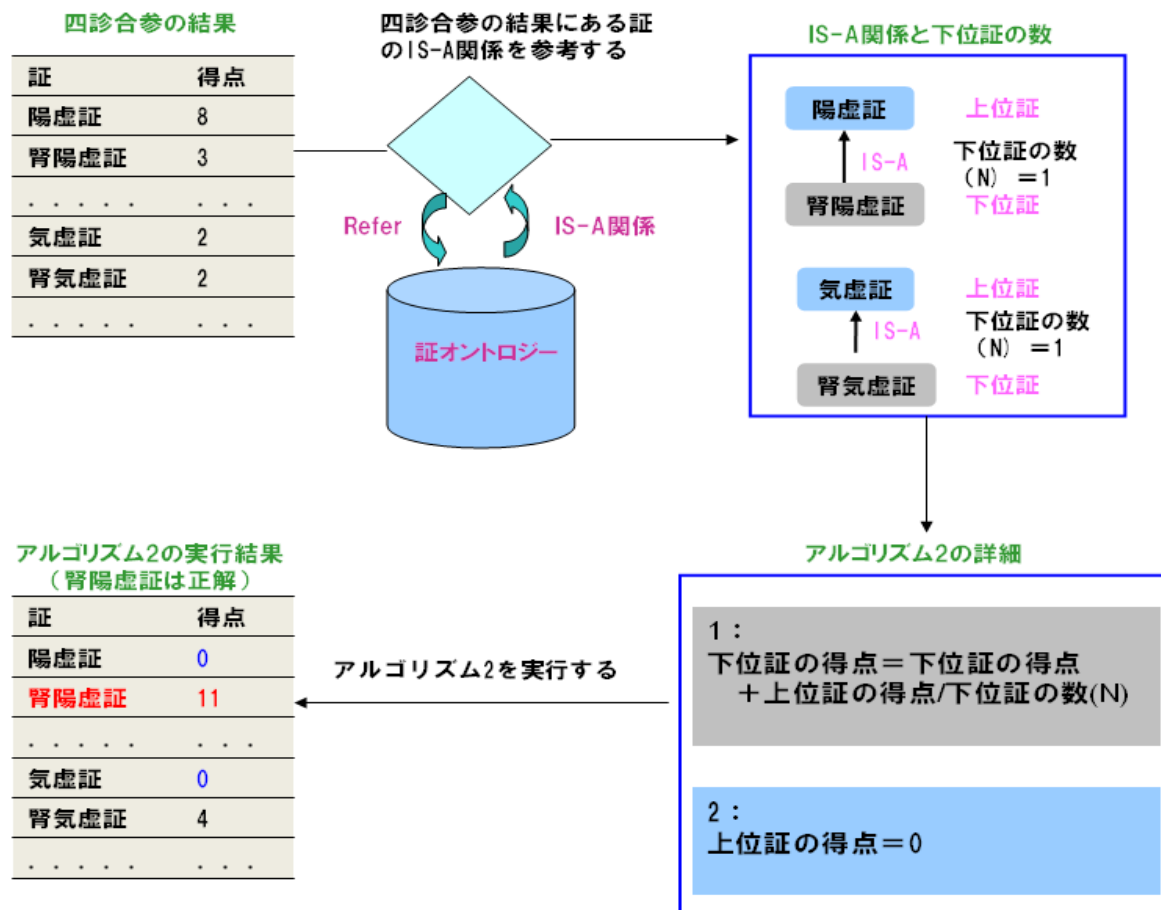 四診合参の結果
証 得点
陽虚証 8
腎陽虚証 3
. . . . . . . .
気虚証 2
腎気虚証 2
. . . . . . . .
四診合参の結果にある証
のIS-A関係を参考する
Refer
IS-A関係
証オントロジー
IS-A関係と下位証の数
陽虚証 上位証
IS-A
下位証の数
(N) =1
腎陽虚証 下位証
気虚証 上位証
IS-A
下位証の数
(N) =1
腎気虚証 下位証
アルゴリズム2の詳細
1:
下位証の得点=下位証の得点
+上位証の得点/下位証の数(N)
2:
上位証の得点=0
アルゴリズム2を実行する
アルゴリズム2の実行結果
(腎陽虚証は正解)
証 得点
陽虚証 0
腎陽虚証 11
. . . . . . . .
気虚証 0
腎気虚証 4
. . . . . . . .